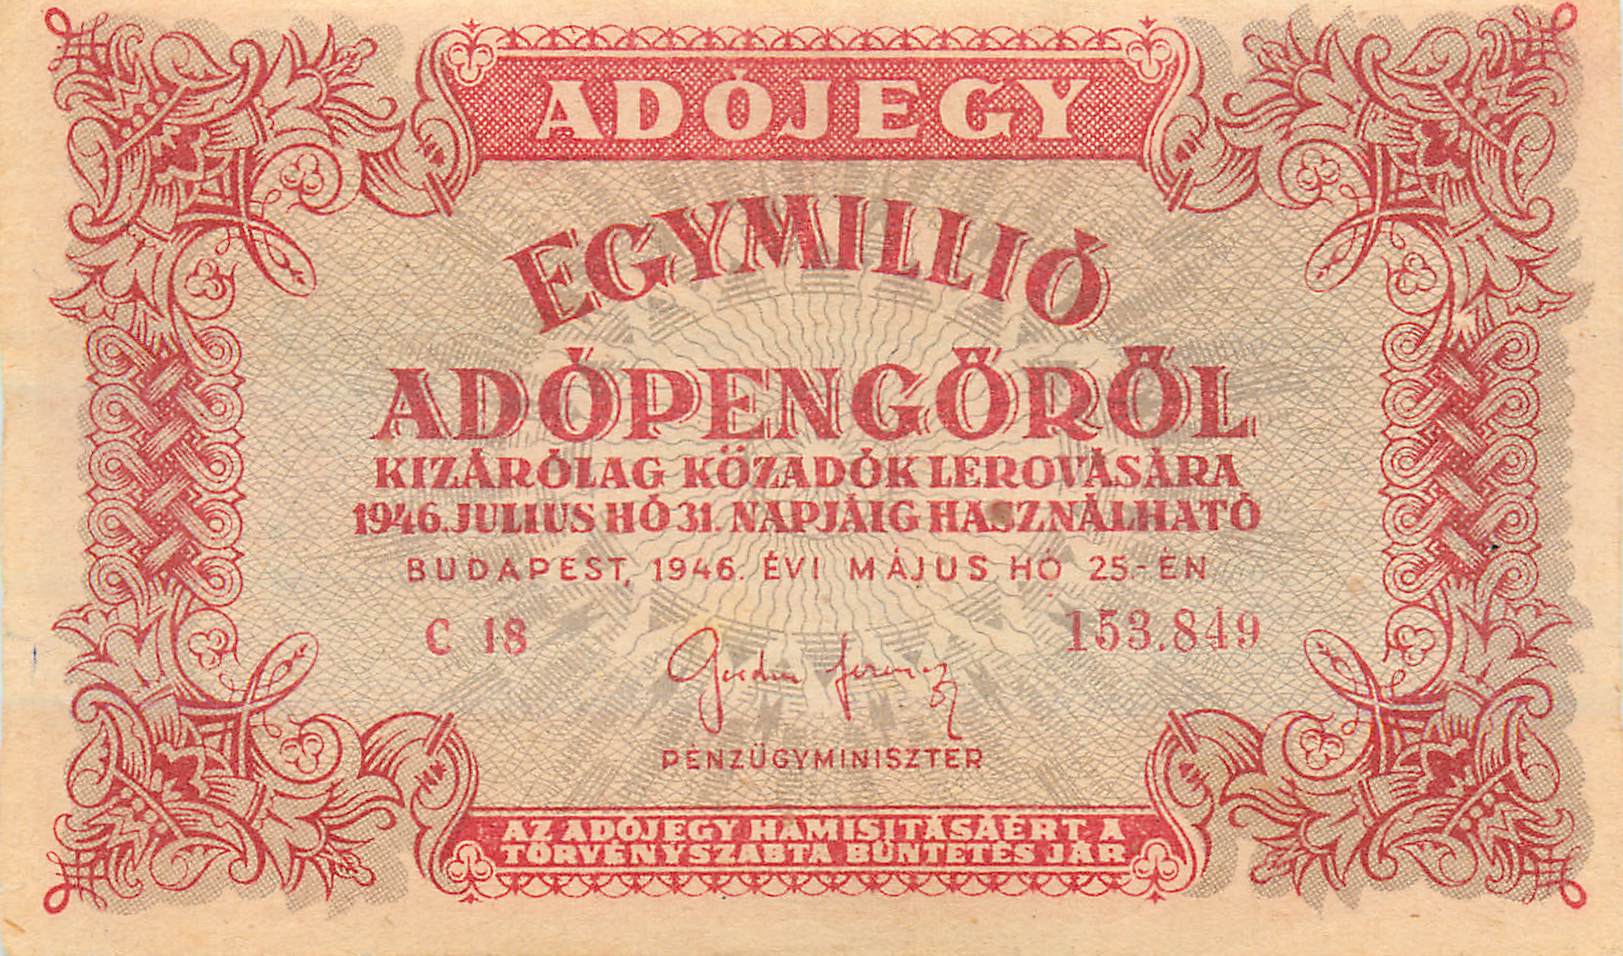 ADÓJEGY
EGYMILLIÓ
ADÓPENGŐRŐL
KIZÁRÓLAG KÖZADÓK LEROVÁSÁRA
1946. JULIUS HÓ 31. NAPJÁIG HASZNÁLHATÓ
BUDAPEST, 1946. ÉVI MÁJUS HÓ 25.-ÉN
C 18 153.849
PÉNZÜGYMINISZTER
AZ ADÓJEGY HAMISITÁSÁÉRT A
TÖRVÉNYSZABTA BÜNTETÉS JÁR